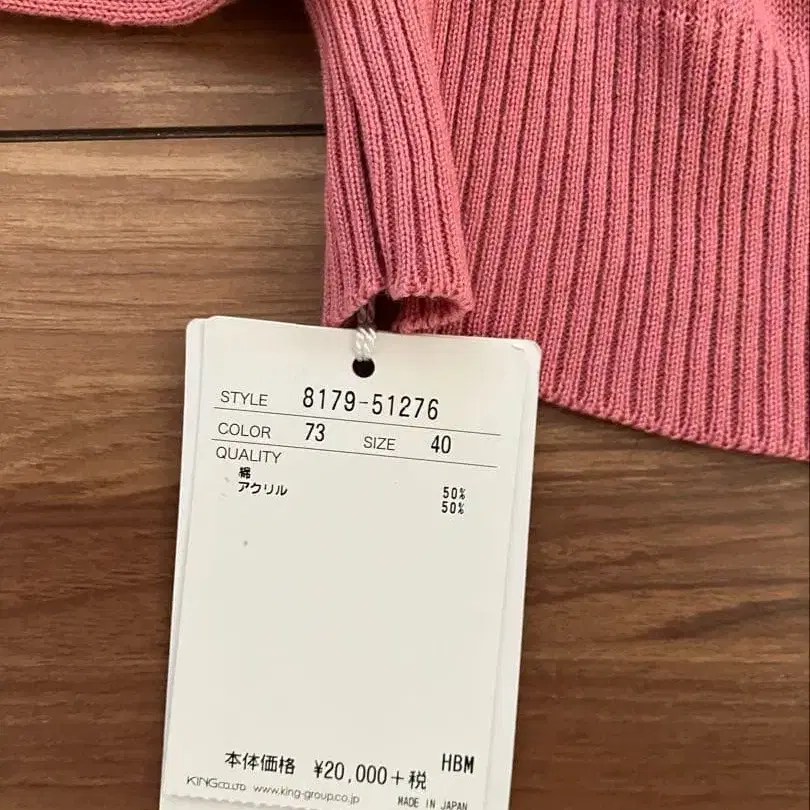 STYLE 8179-51276
COLOR 73 SIZE 40
QUALITY
綿 50%
アクリル 50%
本体価格 ¥20,000+税 HBM
KING CO.,LTD www.king-group.co.jp MADE IN JAPAN